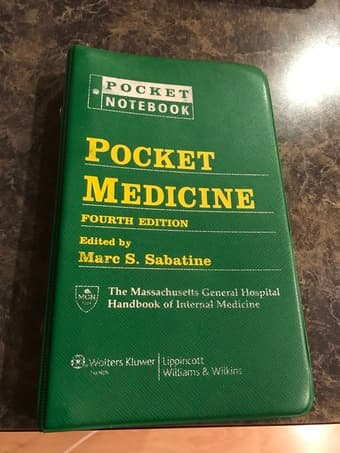 POCKET
NOTEBOOK
POCKET
MEDICINE
FOURTH EDITION
Edited by
Marc S. Sabatine
MGH
The Massachusetts General Hospital
Handbook of Internal Medicine
Wolters Kluwer
Lippincott
Williams & Wilkins